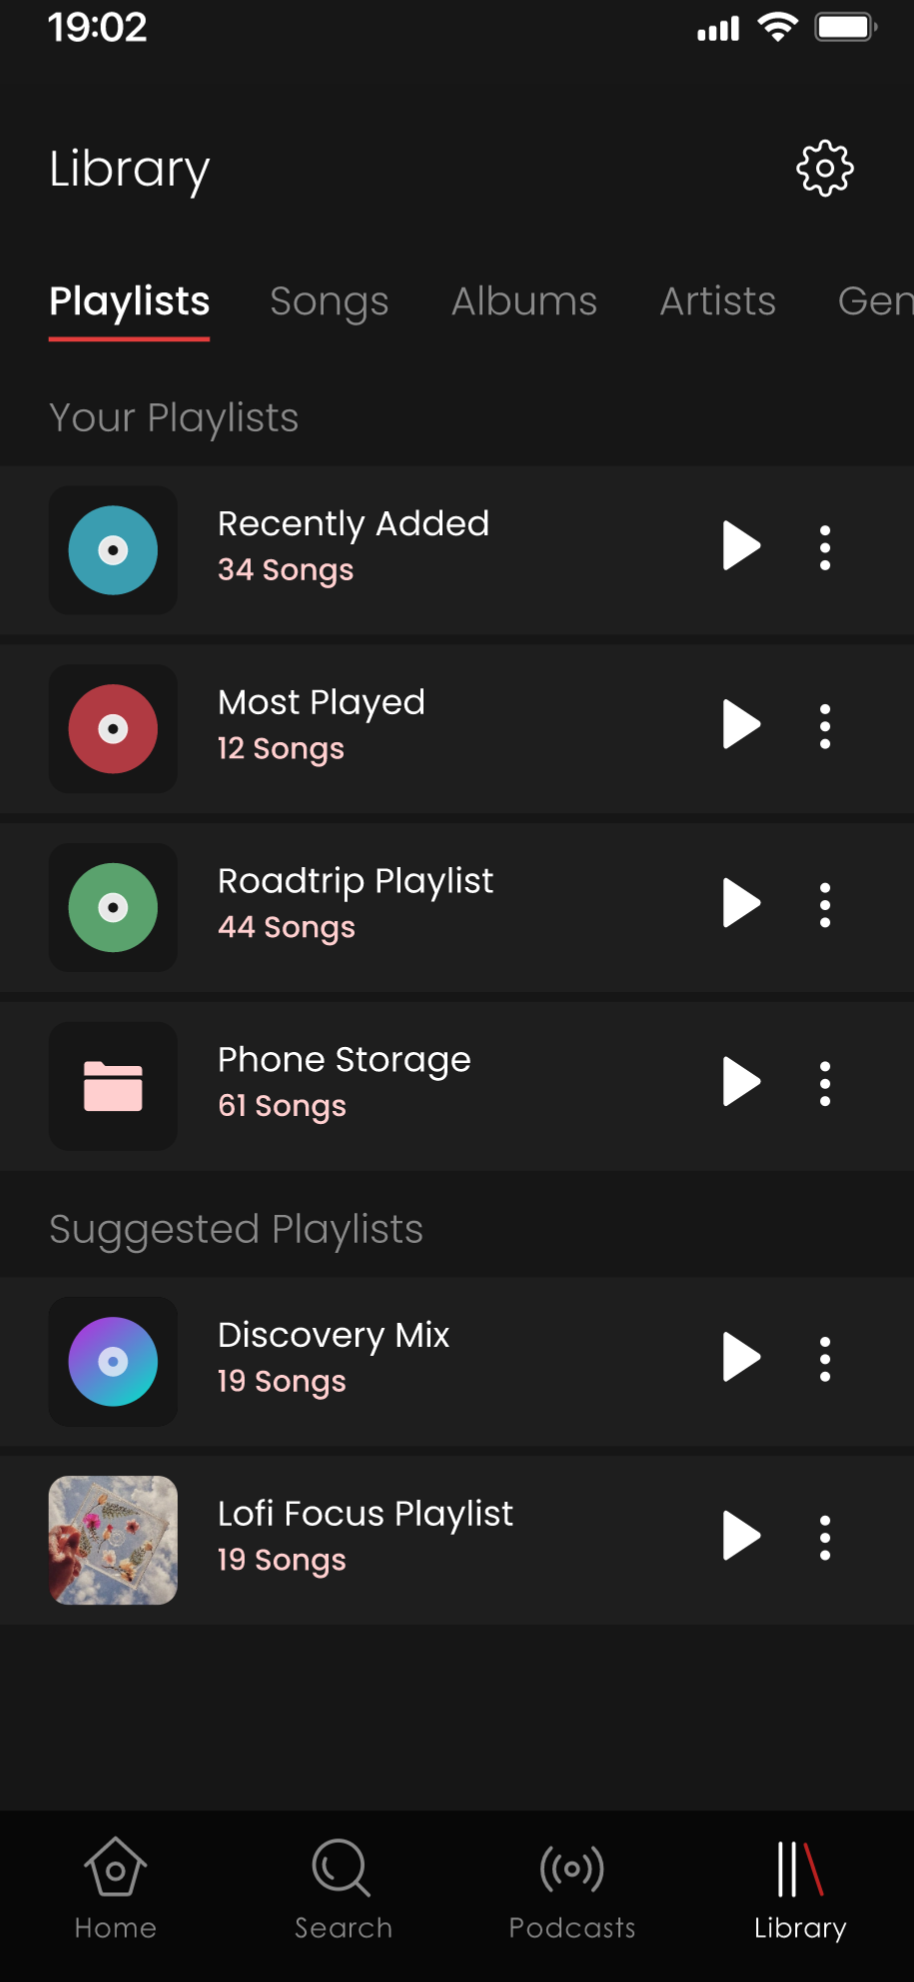 19:02
Library
Playlists Songs Albums Artists Gen
Your Playlists
Recently Added
34 Songs
Most Played
12 Songs
Roadtrip Playlist
44 Songs
Phone Storage
61 Songs
Suggested Playlists
Discovery Mix
19 Songs
Lofi Focus Playlist
19 Songs
Home Search Podcasts Library